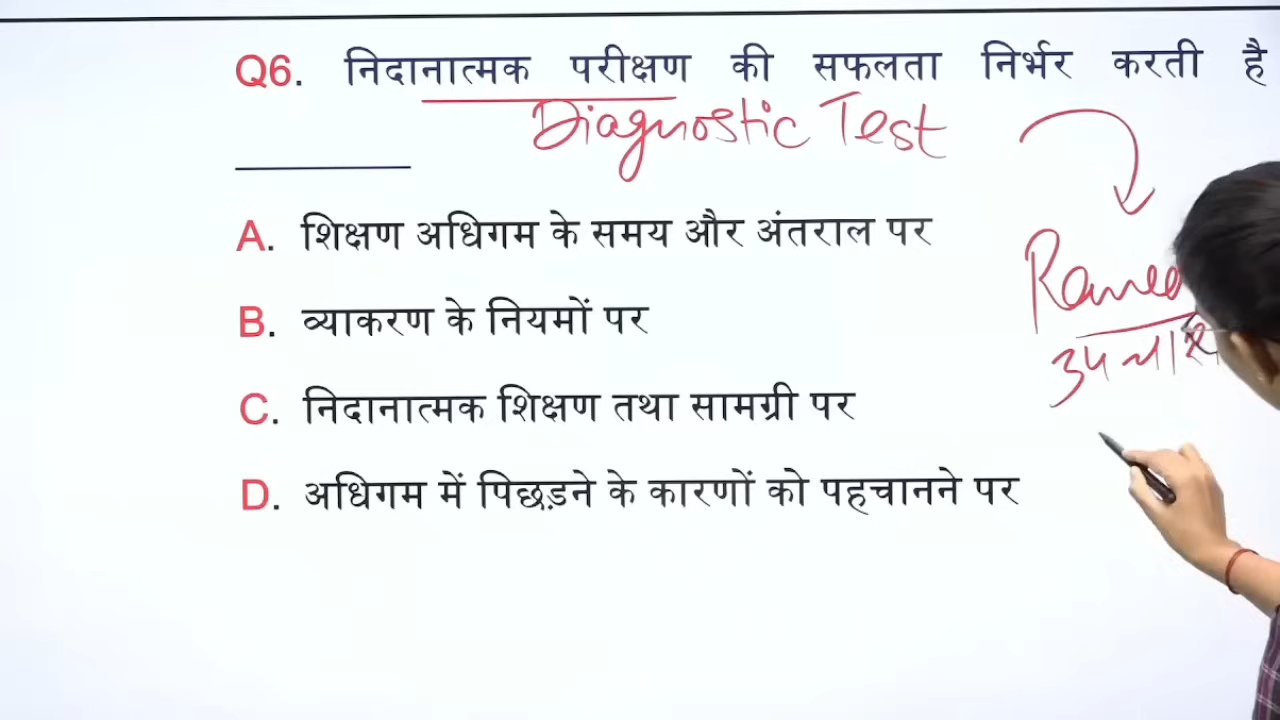 Q6. निदानात्मक परीक्षण की सफलता निर्भर करती है
Diagnostic Test
__________
A. शिक्षण अधिगम के समय और अंतराल पर
B. व्याकरण के नियमों पर
C. निदानात्मक शिक्षण तथा सामग्री पर
D. अधिगम में पिछड़ने के कारणों को पहचानने पर